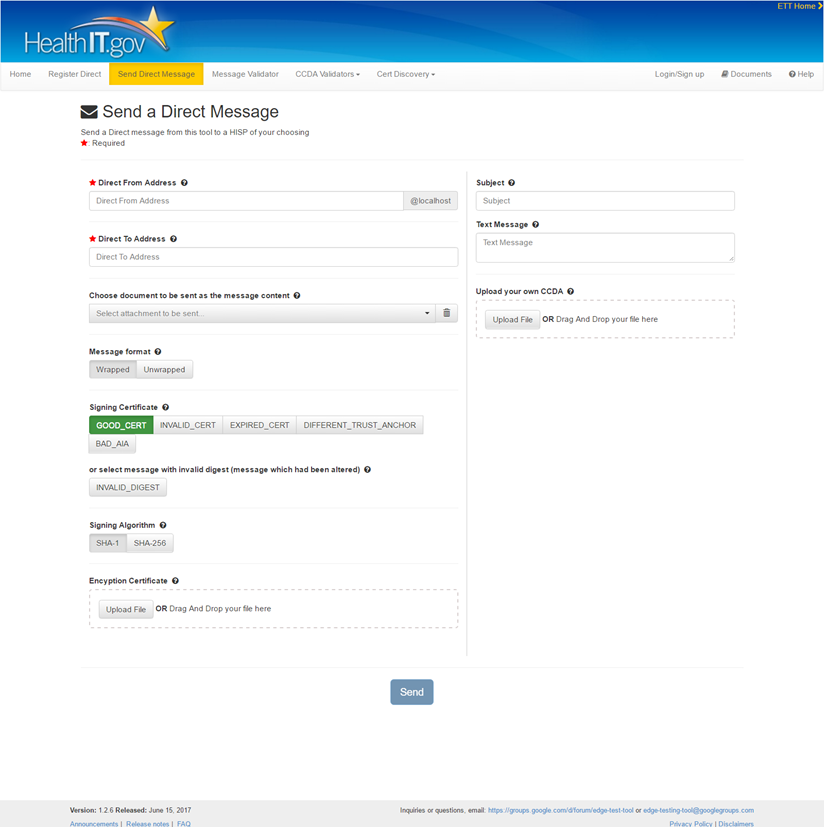 ETT Home
HealthIT.gov
Home Register Direct Send Direct Message Message Validator CCDA Validators Cert Discovery Login/Sign up Documents Help
Send a Direct Message
Send a Direct message from this tool to a HISP of your choosing
: Required
Direct From Address
Direct From Address @localhost
Direct To Address
Direct To Address
Choose document to be sent as the message content
Select attachment to be sent...
Message format
Wrapped Unwrapped
Signing Certificate
GOOD_CERT INVALID_CERT EXPIRED_CERT DIFFERENT_TRUST_ANCHOR
BAD_AIA
or select message with invalid digest (message which had been altered)
INVALID_DIGEST
Signing Algorithm
SHA-1 SHA-256
Encyption Certificate
Upload File OR Drag And Drop your file here
Subject
Subject
Text Message
Text Message
Upload your own CCDA
Upload File OR Drag And Drop your file here
Send
Version: 1.2.6 Released: June 15, 2017
Announcements | Release notes | FAQ
Inquiries or questions, email: https://groups.google.com/d/forum/edge-test-tool or edge-testing-tool@googlegroups.com
Privacy Policy | Disclaimers